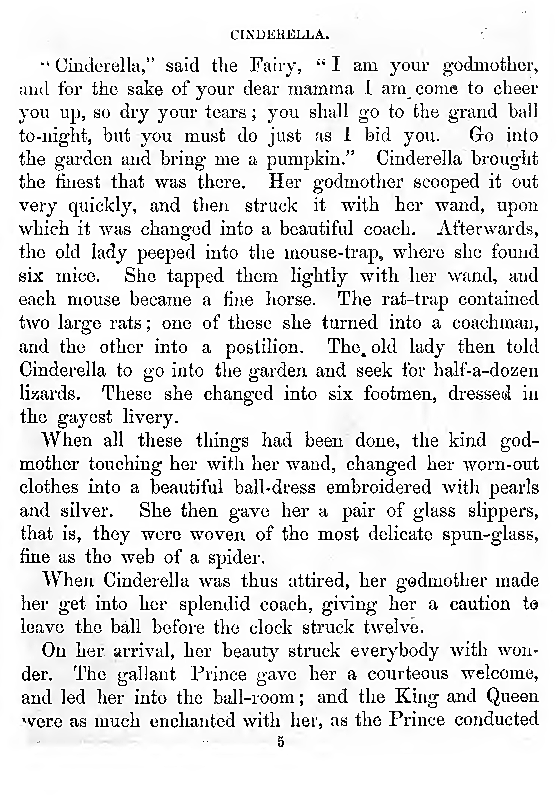 CINDERELLA.
“ Cinderella,” said the Fairy, “ I am your godmother,
and for the sake of your dear mamma I am come to cheer
you up, so dry your tears ; you shall go to the grand ball
to-night, but you must do just as I bid you. Go into
the garden and bring me a pumpkin.” Cinderella brought
the finest that was there. Her godmother scooped it out
very quickly, and then struck it with her wand, upon
which it was changed into a beautiful coach. Afterwards,
the old lady peeped into the mouse-trap, where she found
six mice. She tapped them lightly with her wand, and
each mouse became a fine horse. The rat-trap contained
two large rats ; one of these she turned into a coachman,
and the other into a postilion. The old lady then told
Cinderella to go into the garden and seek for half-a-dozen
lizards. These she changed into six footmen, dressed in
the gayest livery.
When all these things had been done, the kind god-
mother touching her with her wand, changed her worn-out
clothes into a beautiful ball-dress embroidered with pearls
and silver. She then gave her a pair of glass slippers,
that is, they were woven of the most delicate spun-glass,
fine as the web of a spider.
When Cinderella was thus attired, her godmother made
her get into her splendid coach, giving her a caution to
leave the ball before the clock struck twelve.
On her arrival, her beauty struck everybody with won-
der. The gallant Prince gave her a courteous welcome,
and led her into the ball-room ; and the King and Queen
were as much enchanted with her, as the Prince conducted
5